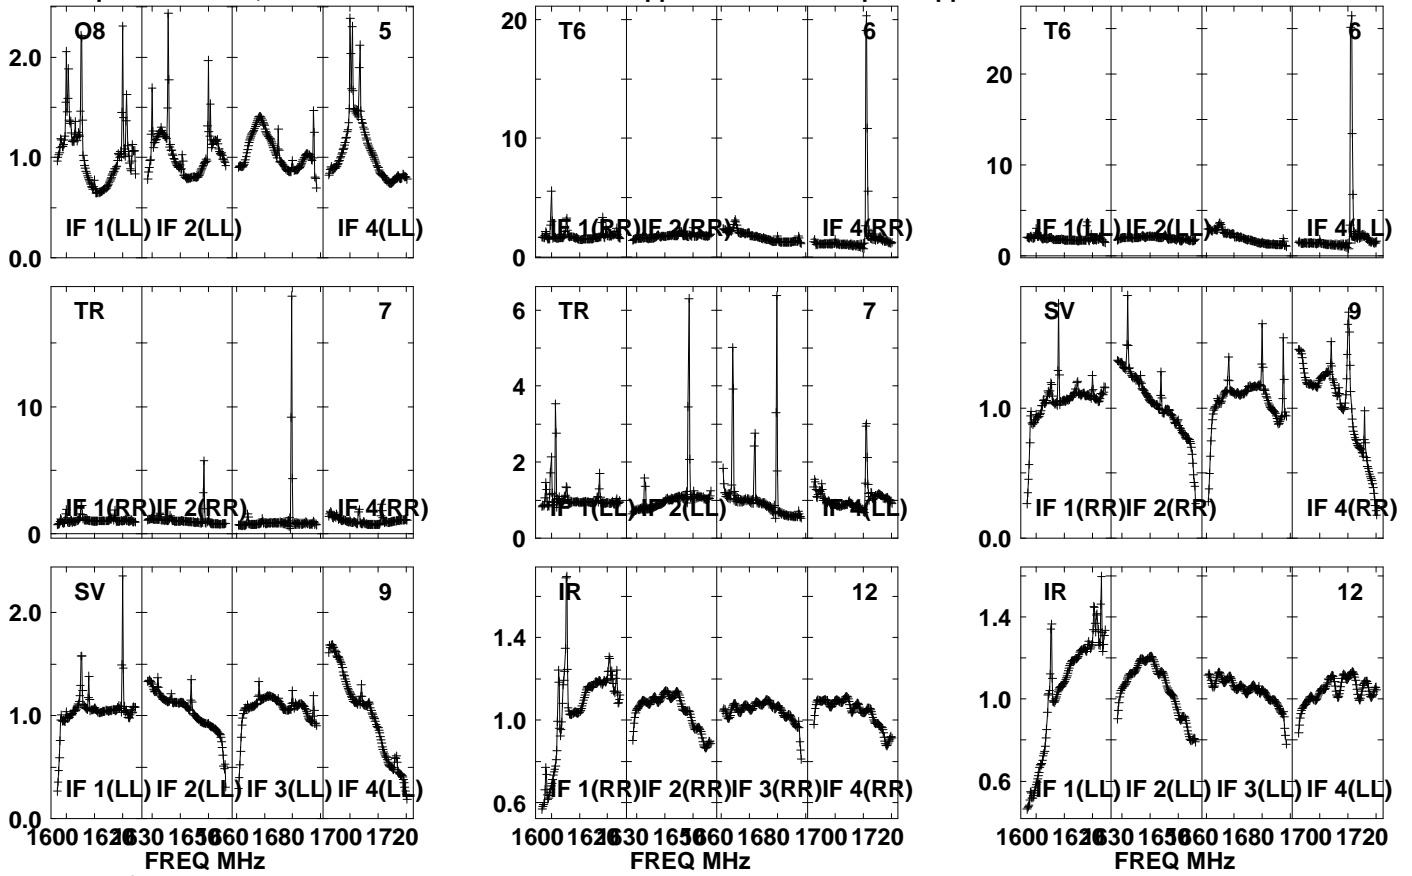 O8 5 T6 6 T6 6
2.0 20 20
1.0 10 10
IF 1(LL) IF 2(LL) IF 4(LL) IF 1(RR) IF 2(RR) IF 4(RR) IF 1(LL) IF 2(LL) IF 4(LL)
0.0 0 0
TR 7 TR 7 SV 9
6
10 4 1.0
2
IF 1(RR) IF 2(RR) IF 4(RR) IF 1(LL) IF 2(LL) IF 4(LL) IF 1(RR) IF 2(RR) IF 4(RR)
0 0 0.0
SV 9 IR 12 IR 12
2.0 1.4 1.4
1.0 1.0 1.0
IF 1(LL) IF 2(LL) IF 3(LL) IF 4(LL) IF 1(RR) IF 2(RR) IF 3(RR) IF 4(RR) IF 1(LL) IF 2(LL) IF 3(LL) IF 4(LL)
0.0 0.6 0.6
1600 1630 1680 1700 1720 1600 1630 1680 1700 1720 1600 1630 1680 1700 1720
FREQ MHz FREQ MHz FREQ MHz